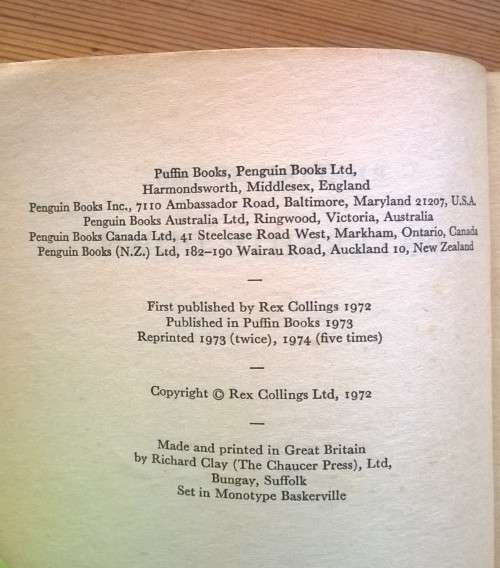 Puffin Books, Penguin Books Ltd,
Harmondsworth, Middlesex, England
Penguin Books Inc., 7110 Ambassador Road, Baltimore, Maryland 21207, U.S.A.
Penguin Books Australia Ltd, Ringwood, Victoria, Australia
Penguin Books Canada Ltd, 41 Steelcase Road West, Markham, Ontario, Canada
Penguin Books (N.Z.) Ltd, 182–190 Wairau Road, Auckland 10, New Zealand
—
First published by Rex Collings 1972
Published in Puffin Books 1973
Reprinted 1973 (twice), 1974 (five times)
—
Copyright © Rex Collings Ltd, 1972
—
Made and printed in Great Britain
by Richard Clay (The Chaucer Press), Ltd,
Bungay, Suffolk
Set in Monotype Baskerville